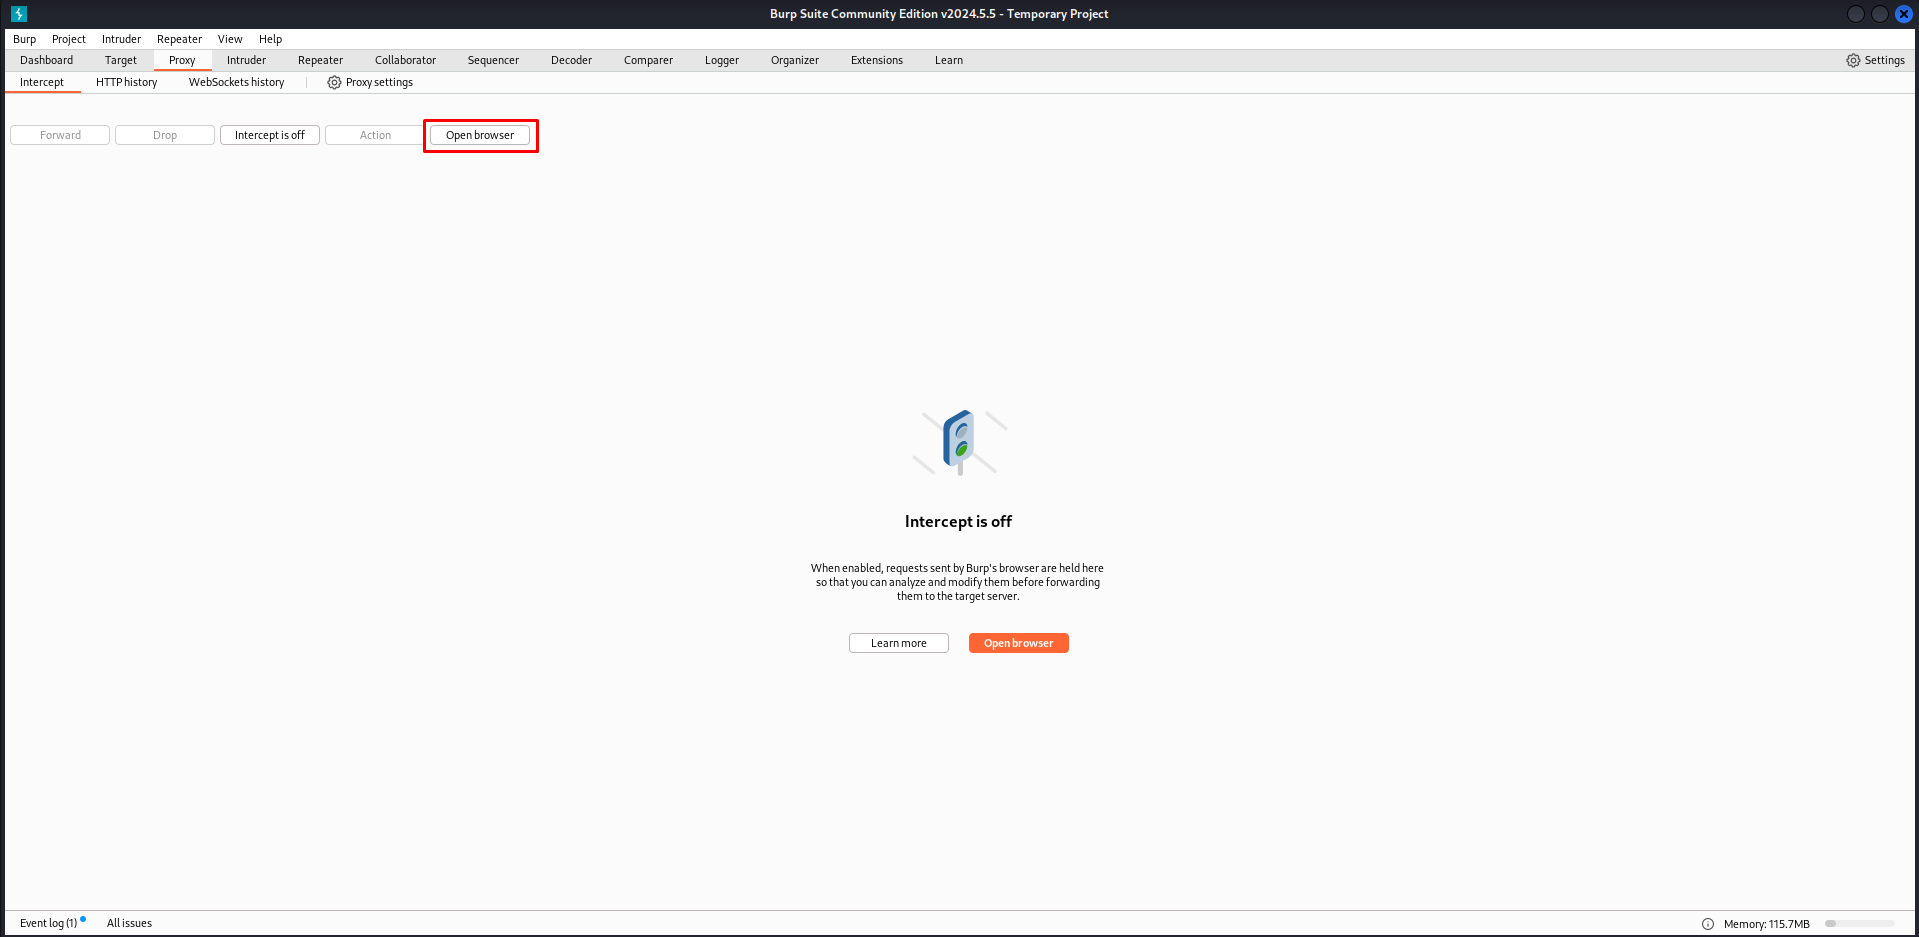 Burp Suite Community Edition v2024.5.5 - Temporary Project
Burp Project Intruder Repeater View Help
Dashboard Target Proxy Intruder Repeater Collaborator Sequencer Decoder Comparer Logger Organizer Extensions Learn Settings
Intercept HTTP history WebSockets history Proxy settings
Forward Drop Intercept is off Action Open browser
Intercept is off
When enabled, requests sent by Burp's browser are held here
so that you can analyze and modify them before forwarding
them to the target server.
Learn more Open browser
Event log (1) All issues Memory: 115.7MB